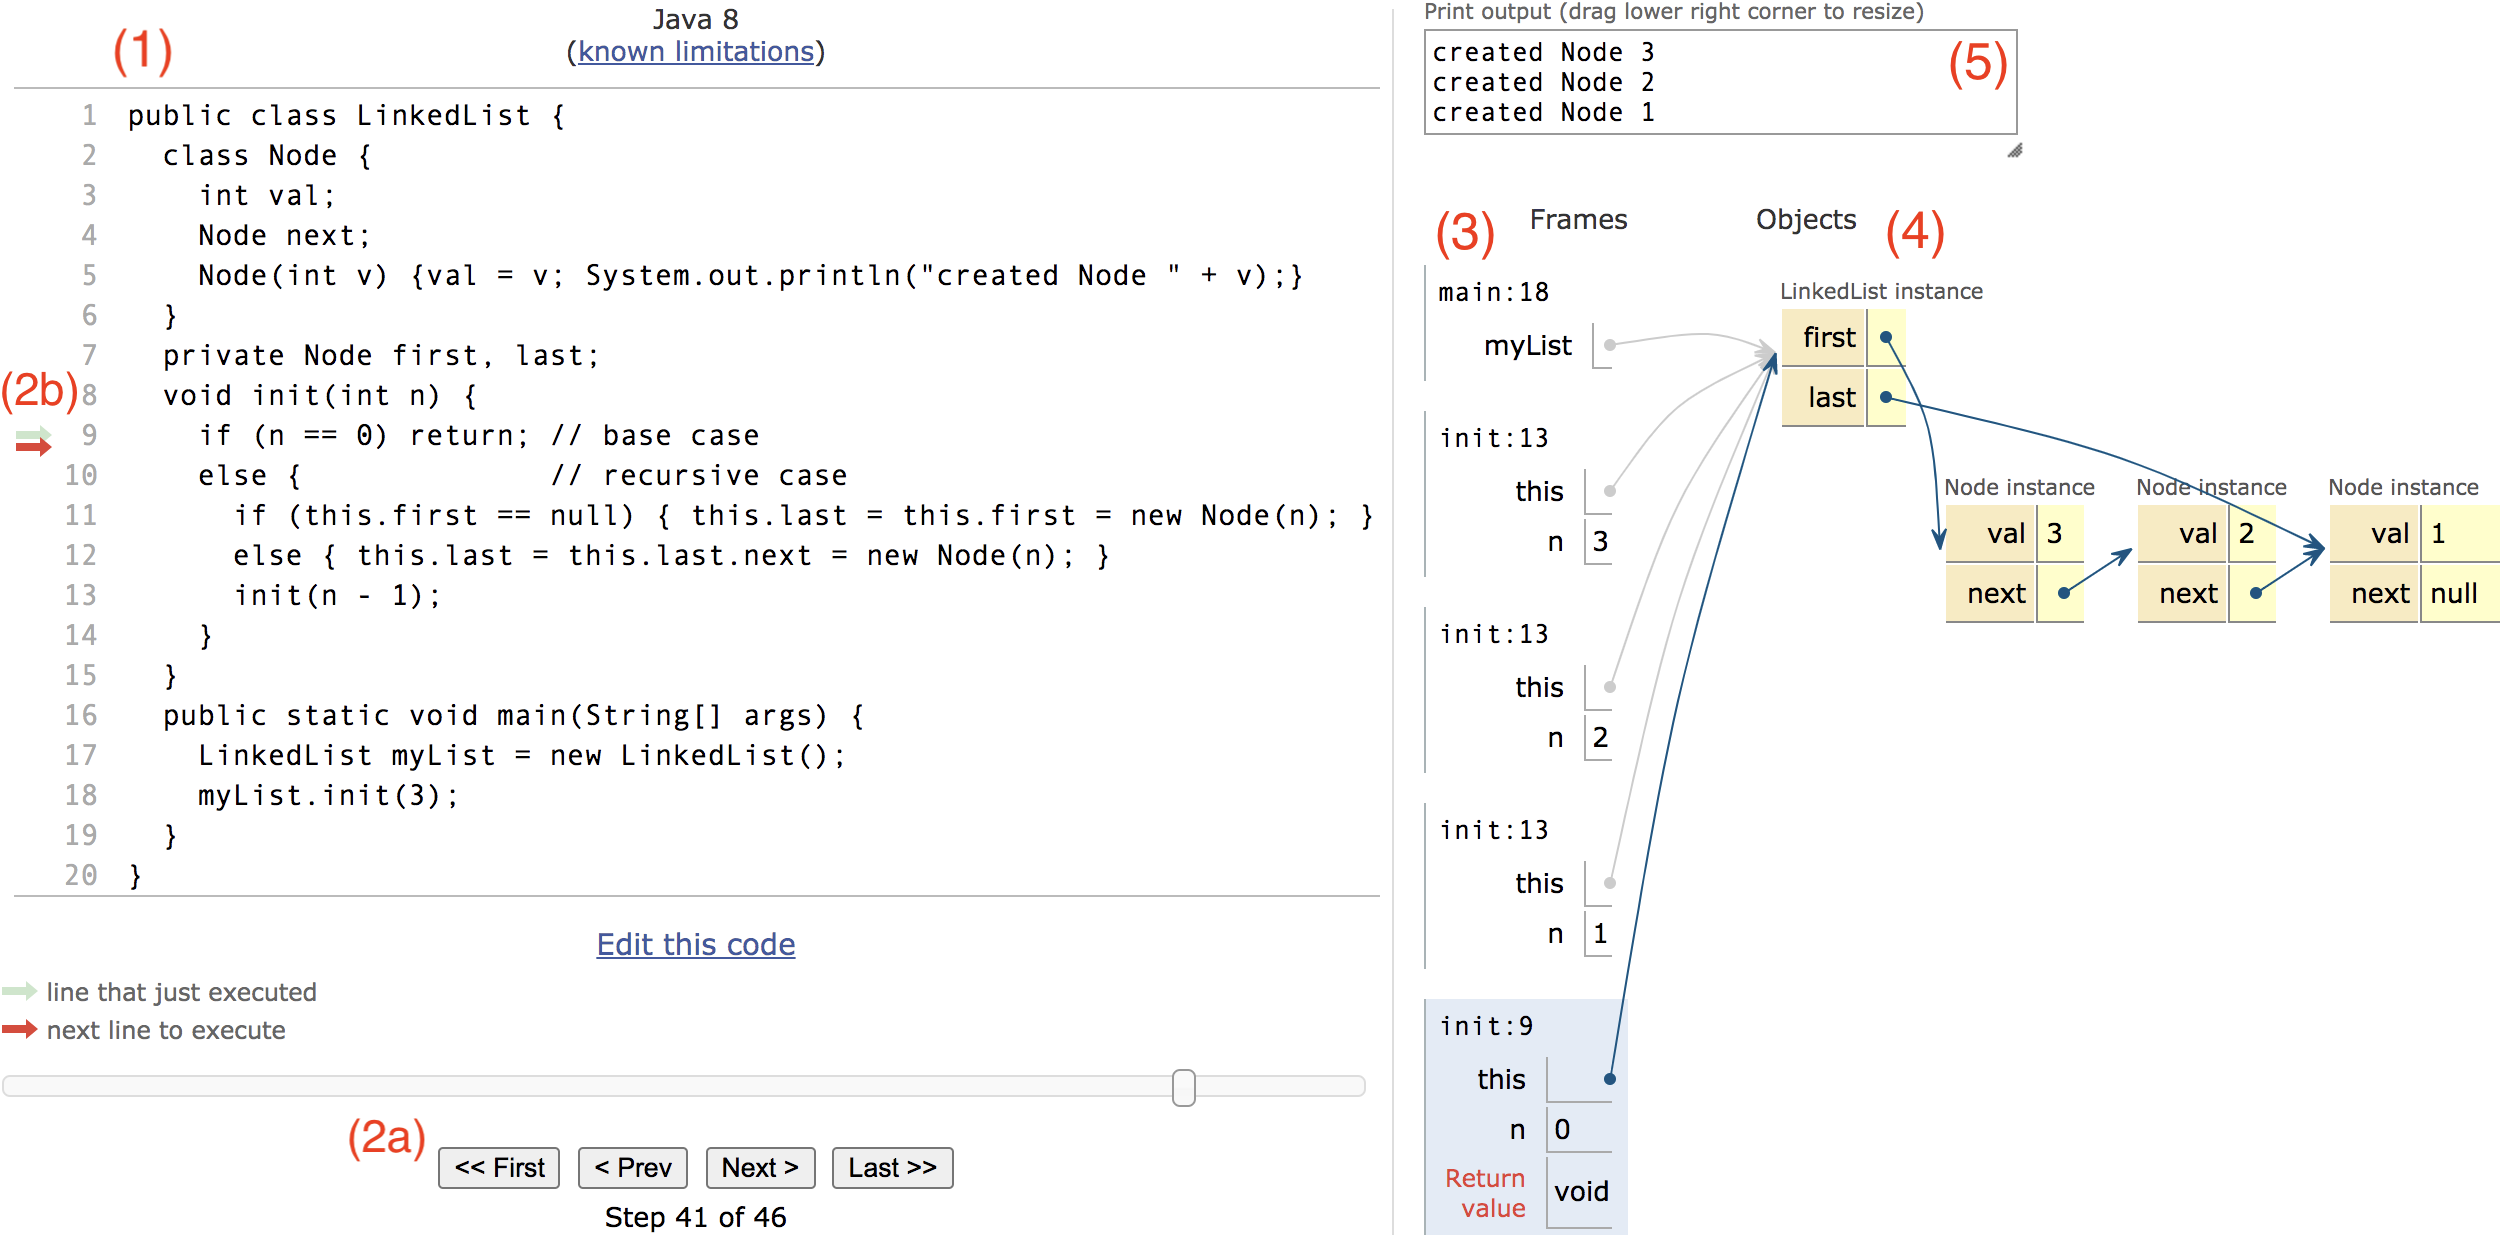 (1)
Java 8
(known limitations)
1 public class LinkedList {
2   class Node {
3     int val;
4     Node next;
5     Node(int v) {val = v; System.out.println("created Node " + v);}
6   }
7   private Node first, last;
(2b)
8   void init(int n) {
9     if (n == 0) return; // base case
10     else {              // recursive case
11       if (this.first == null) { this.last = this.first = new Node(n); }
12       else { this.last = this.last.next = new Node(n); }
13       init(n - 1);
14     }
15   }
16   public static void main(String[] args) {
17     LinkedList myList = new LinkedList();
18     myList.init(3);
19   }
20 }
Edit this code
line that just executed
next line to execute
(2a)
<< First < Prev Next > Last >>
Step 41 of 46
Print output (drag lower right corner to resize)
created Node 3
created Node 2
created Node 1
(5)
(3) Frames
Objects (4)
main:18
myList
init:13
this
n 3
init:13
this
n 2
init:13
this
n 1
init:9
this
n 0
Return
value
void
LinkedList instance
first
last
Node instance
val 3
next
Node instance
val 2
next
Node instance
val 1
next null